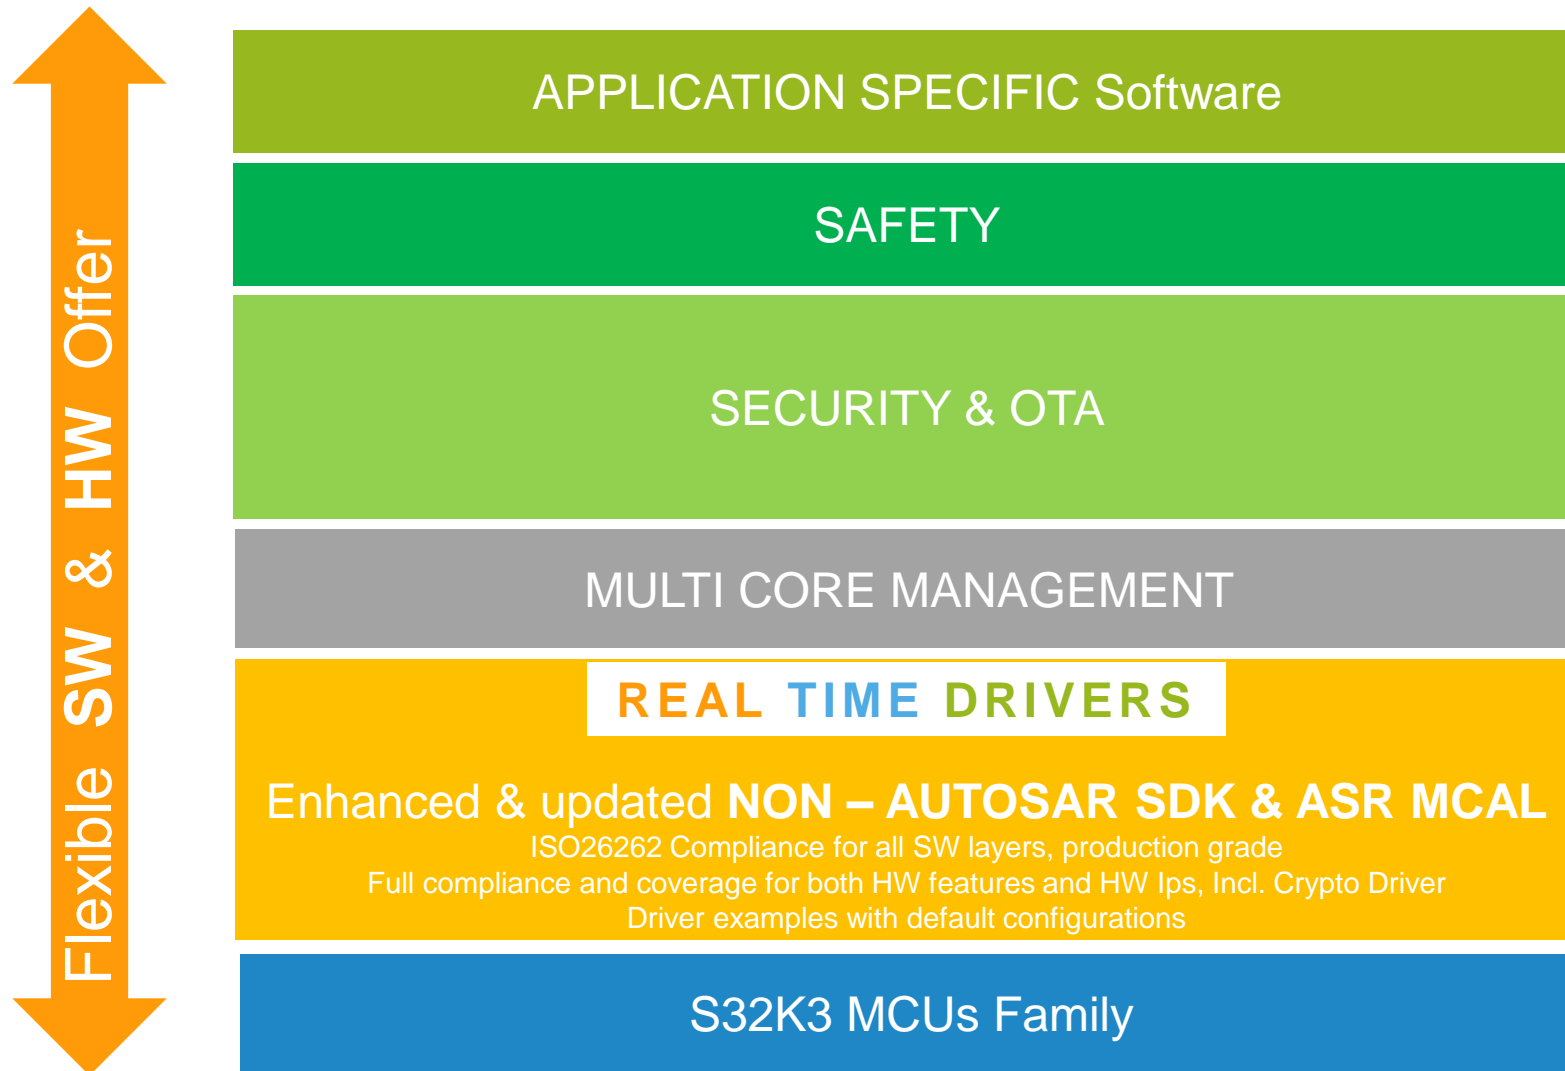 Flexible SW & HW Offer
APPLICATION SPECIFIC Software
SAFETY
SECURITY & OTA
MULTI CORE MANAGEMENT
REAL TIME DRIVERS
Enhanced & updated NON – AUTOSAR SDK & ASR MCAL
ISO26262 Compliance for all SW layers, production grade
Full compliance and coverage for both HW features and HW Ips, Incl. Crypto Driver
Driver examples with default configurations
S32K3 MCUs Family